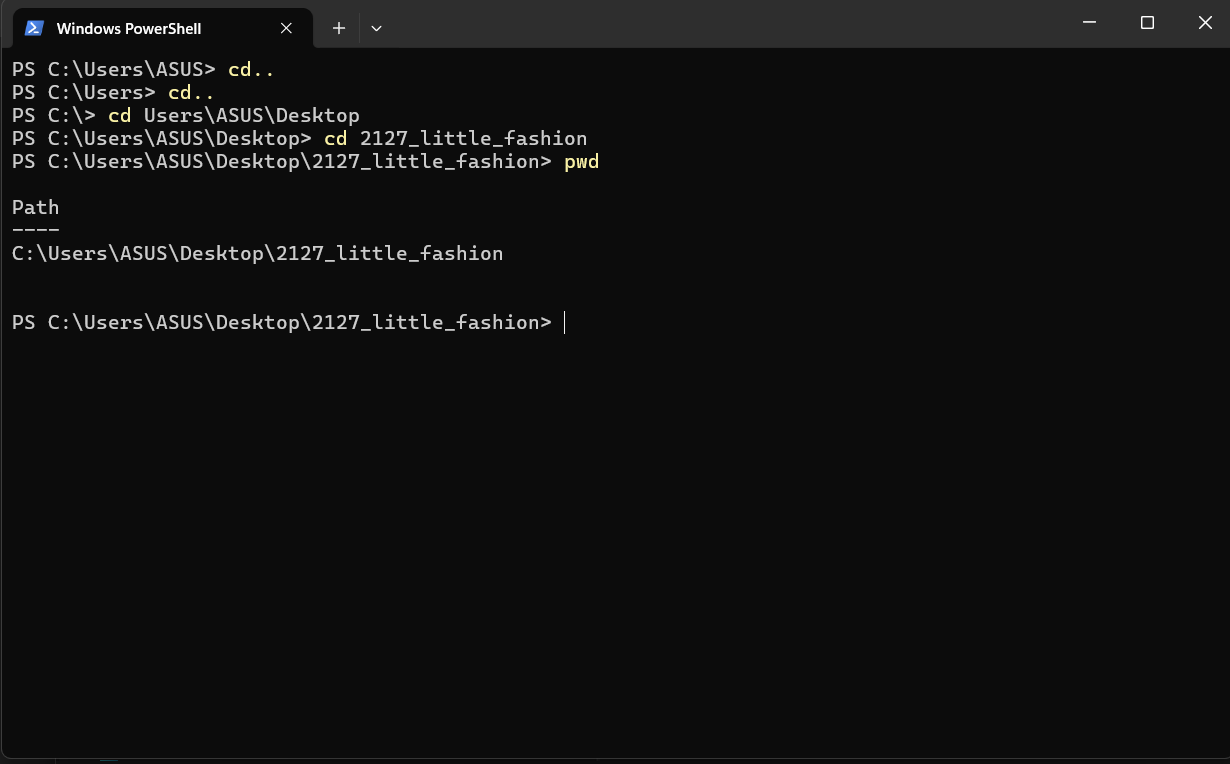 Windows PowerShell
PS C:\Users\ASUS> cd..
PS C:\Users> cd..
PS C:\> cd Users\ASUS\Desktop
PS C:\Users\ASUS\Desktop> cd 2127_little_fashion
PS C:\Users\ASUS\Desktop\2127_little_fashion> pwd
Path
----
C:\Users\ASUS\Desktop\2127_little_fashion
PS C:\Users\ASUS\Desktop\2127_little_fashion>